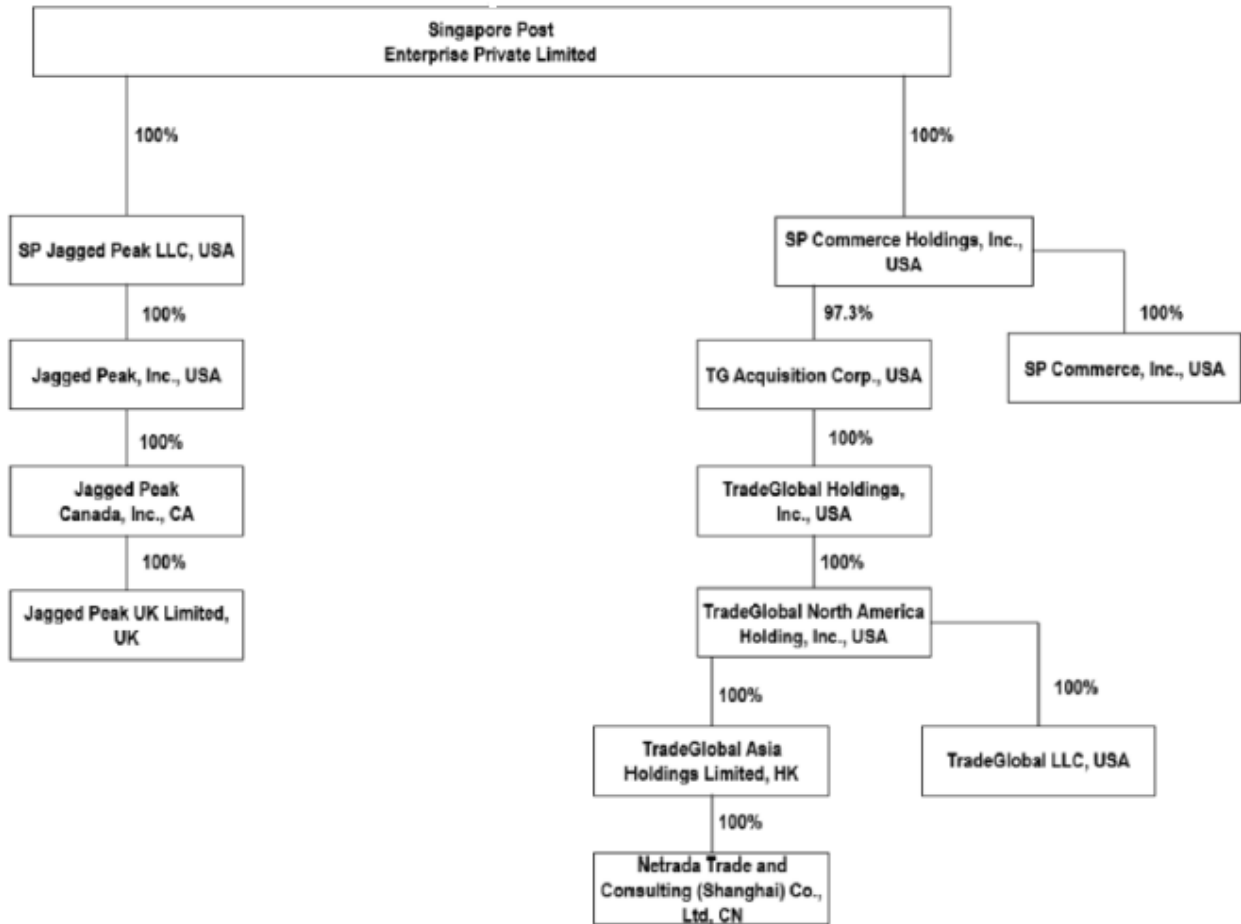 Singapore Post
Enterprise Private Limited
100%
100%
SP Jagged Peak LLC, USA
SP Commerce Holdings, Inc.,
USA
100%
97.3%
100%
Jagged Peak, Inc., USA
TG Acquisition Corp., USA
SP Commerce, Inc., USA
100%
100%
Jagged Peak
Canada, Inc., CA
TradeGlobal Holdings,
Inc., USA
100%
100%
Jagged Peak UK Limited,
UK
TradeGlobal North America
Holding, Inc., USA
100%
100%
TradeGlobal Asia
Holdings Limited, HK
TradeGlobal LLC, USA
100%
Netrada Trade and
Consulting (Shanghai) Co.,
Ltd, CN